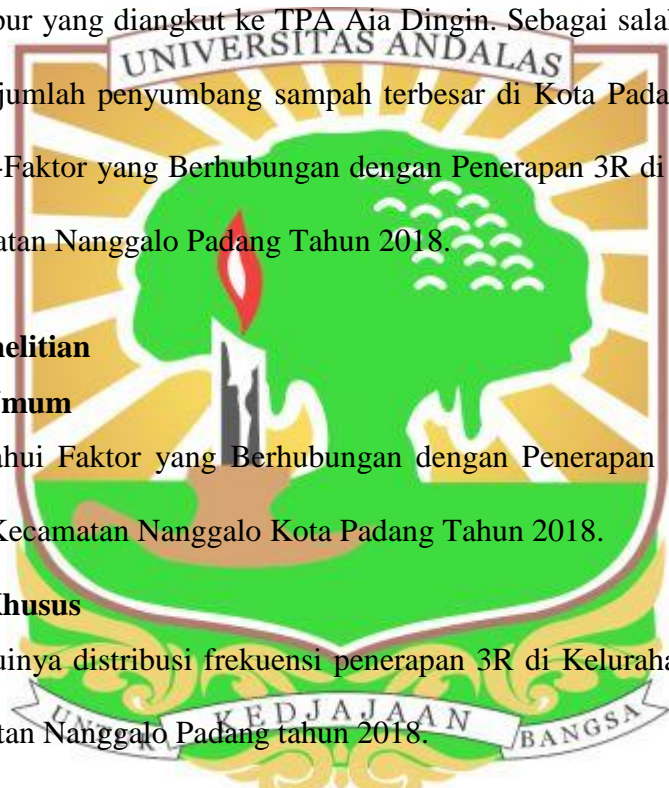 pur yang diangkut ke TPA Aia Dingin. Sebagai salal
UNIVERSITAS ANDALAS
jumlah penyumbang sampah terbesar di Kota Pada
-Faktor yang Berhubungan dengan Penerapan 3R di
atan Nanggalo Padang Tahun 2018.
nelitian
Umum
ahui Faktor yang Berhubungan dengan Penerapan
Kecamatan Nanggalo Kota Padang Tahun 2018.
Khusus
uinya distribusi frekuensi penerapan 3R di Keluraha
UNTUK KEDJAJAAN BANGSA
tan Nanggalo Padang tahun 2018.